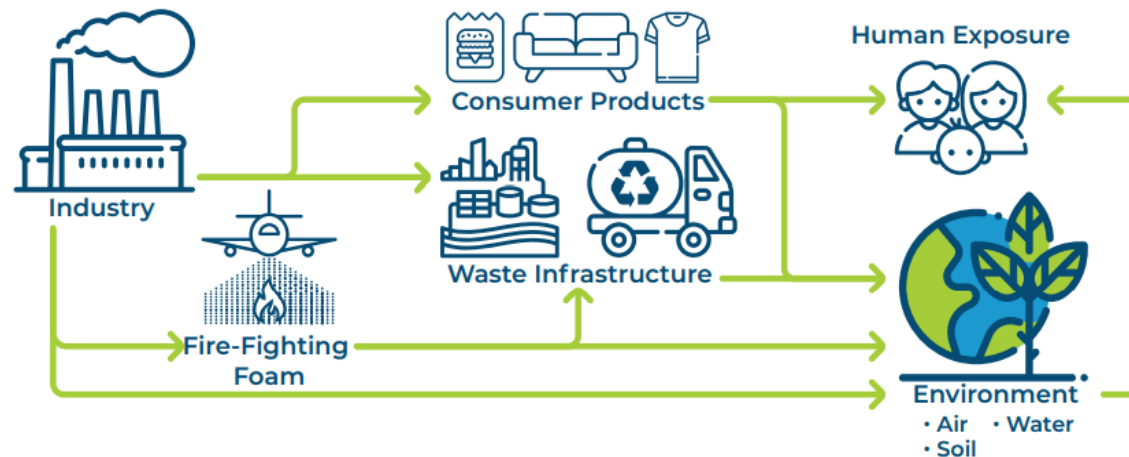 Human Exposure
Consumer Products
Industry
Waste Infrastructure
Fire-Fighting
Foam
Environment
• Air • Water
• Soil